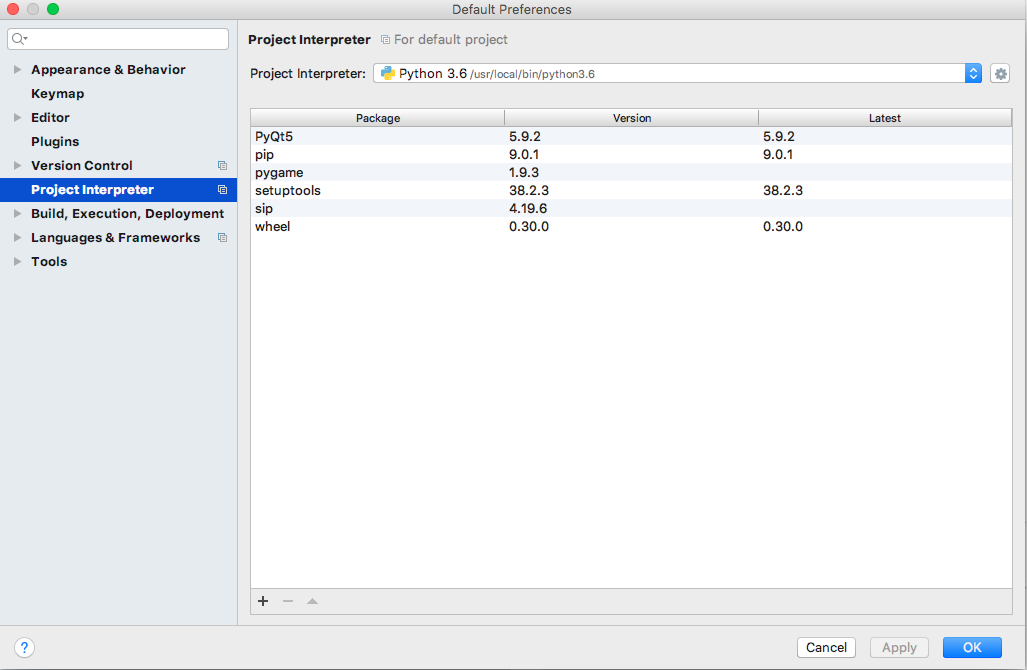 Default Preferences
Appearance & Behavior
Keymap
Editor
Plugins
Version Control
Project Interpreter
Build, Execution, Deployment
Languages & Frameworks
Tools
Project Interpreter For default project
Project Interpreter: Python 3.6 /usr/local/bin/python3.6
Package Version Latest
PyQt5 5.9.2 5.9.2
pip 9.0.1 9.0.1
pygame 1.9.3
setuptools 38.2.3 38.2.3
sip 4.19.6
wheel 0.30.0 0.30.0
? Cancel Apply OK